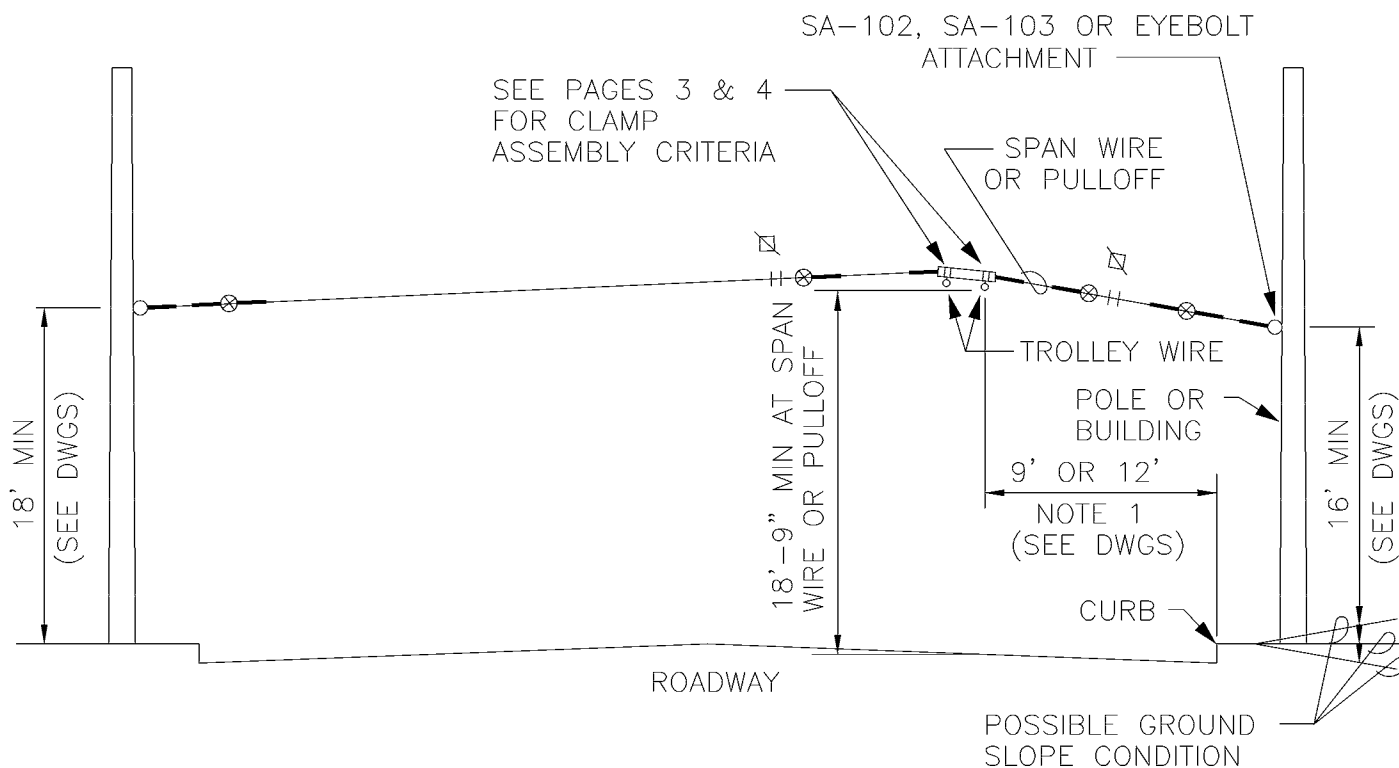 SA-102, SA-103 OR EYEBOLT
ATTACHMENT
SEE PAGES 3 & 4
FOR CLAMP
ASSEMBLY CRITERIA
SPAN WIRE
OR PULLOFF
TROLLEY WIRE
POLE OR
BUILDING
18' MIN
(SEE DWGS)
18'-9" MIN AT SPAN
WIRE OR PULLOFF
9' OR 12'
NOTE 1
(SEE DWGS)
16' MIN
(SEE DWGS)
CURB
ROADWAY
POSSIBLE GROUND
SLOPE CONDITION